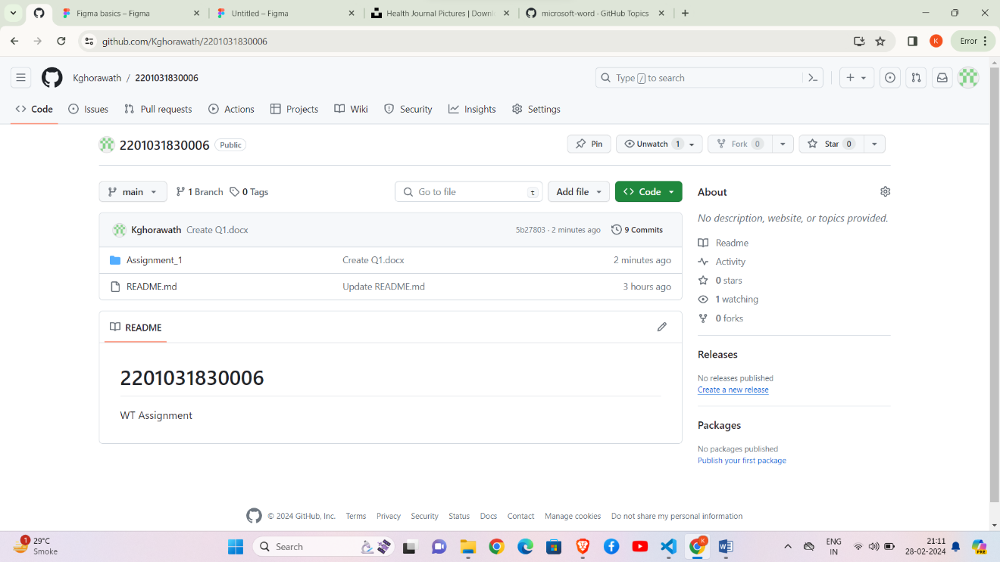 Figma basics – Figma
Untitled – Figma
Health Journal Pictures | Downl
microsoft-word · GitHub Topics
github.com/Kghorawath/2201031830006
K
Error
Kghorawath / 2201031830006
Type / to search
Code
Issues
Pull requests
Actions
Projects
Wiki
Security
Insights
Settings
2201031830006 Public
Pin
Unwatch 1
Fork 0
Star 0
main
1 Branch
0 Tags
Go to file t
Add file
Code
About
No description, website, or topics provided.
Kghorawath Create Q1.docx 5b27803 · 2 minutes ago 9 Commits
Assignment_1 Create Q1.docx 2 minutes ago
README.md Update README.md 3 hours ago
Readme
Activity
0 stars
1 watching
0 forks
README
2201031830006
WT Assignment
Releases
No releases published
Create a new release
Packages
No packages published
Publish your first package
© 2024 GitHub, Inc. Terms Privacy Security Status Docs Contact Manage cookies Do not share my personal information
1
29°C
Smoke
Search
K
ENG
IN
21:11
28-02-2024
PRE